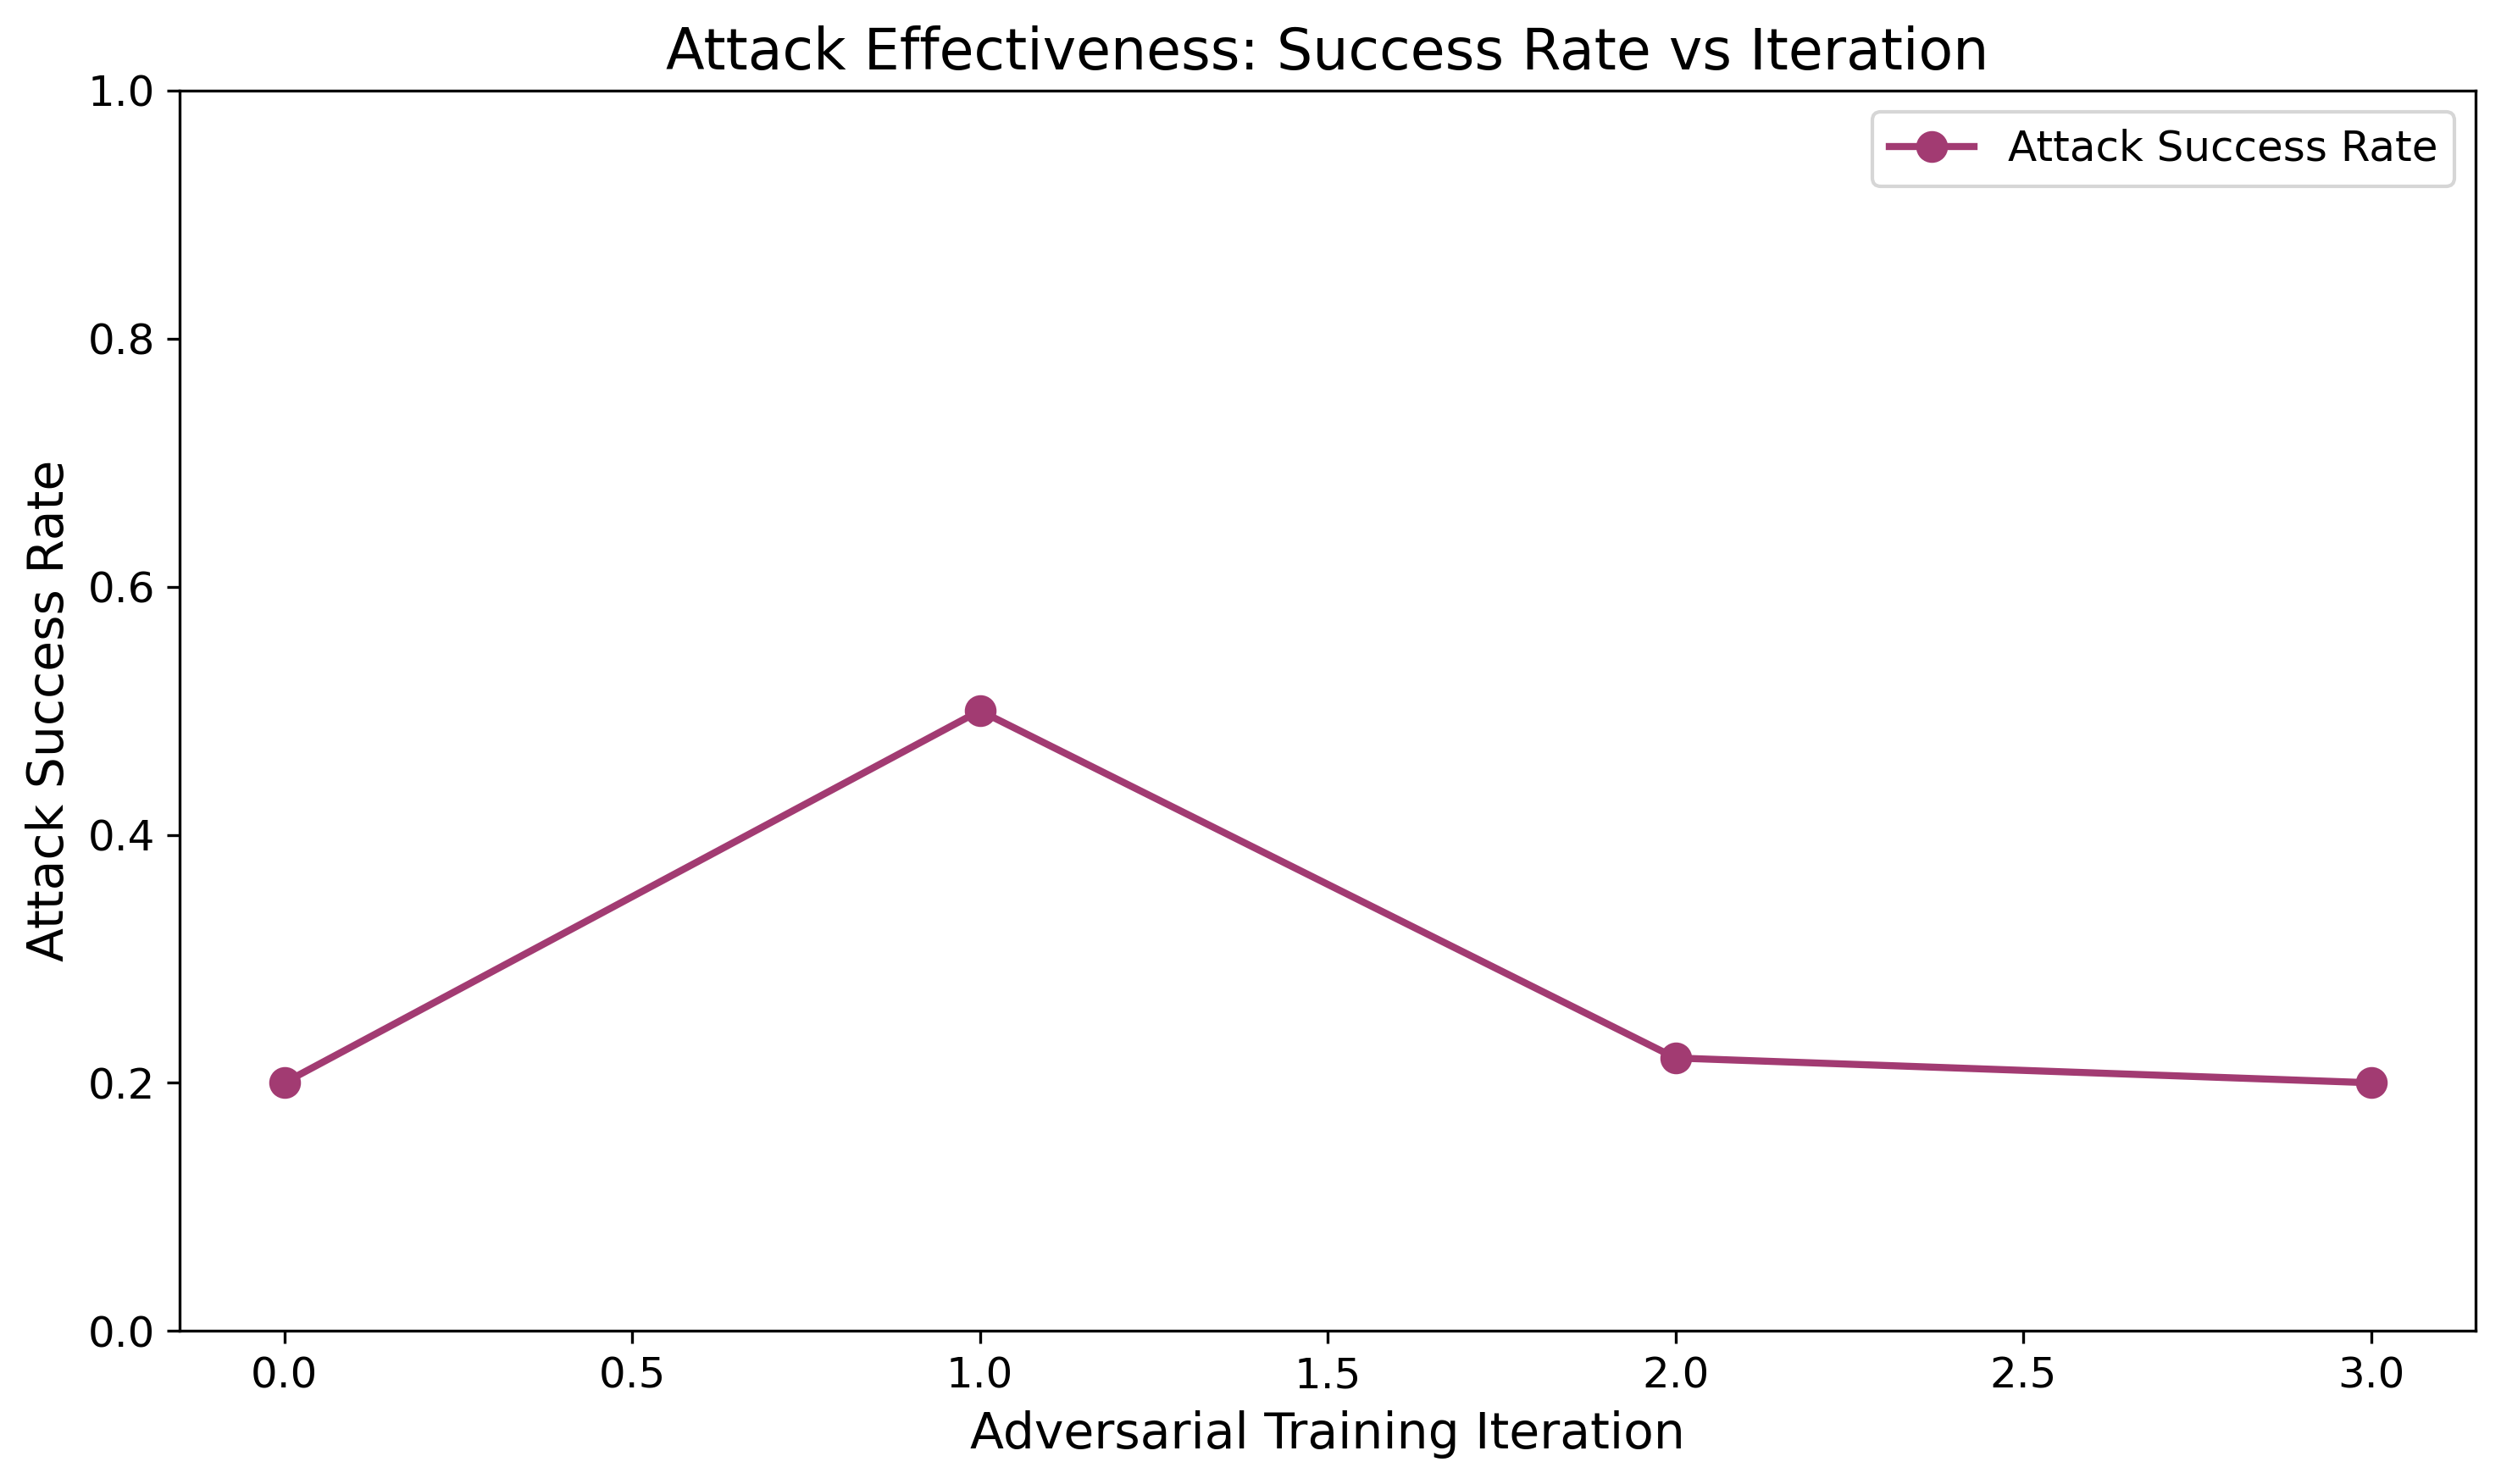 Attack Effectiveness: Success Rate vs Iteration
Attack Success Rate
Attack Success Rate
1.0
0.8
0.6
0.4
0.2
0.0
0.0 0.5 1.0 1.5 2.0 2.5 3.0
Adversarial Training Iteration